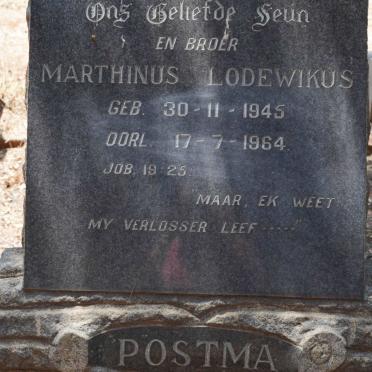 Ons Geliefde Seun
EN BROER
MARTHINUS LODEWIKUS
GEB. 30-11-1945
OORL. 17-7-1964
JOB. 19:25.
MAAR, EK WEET
MY VERLOSSER LEEF ....."
POSTMA